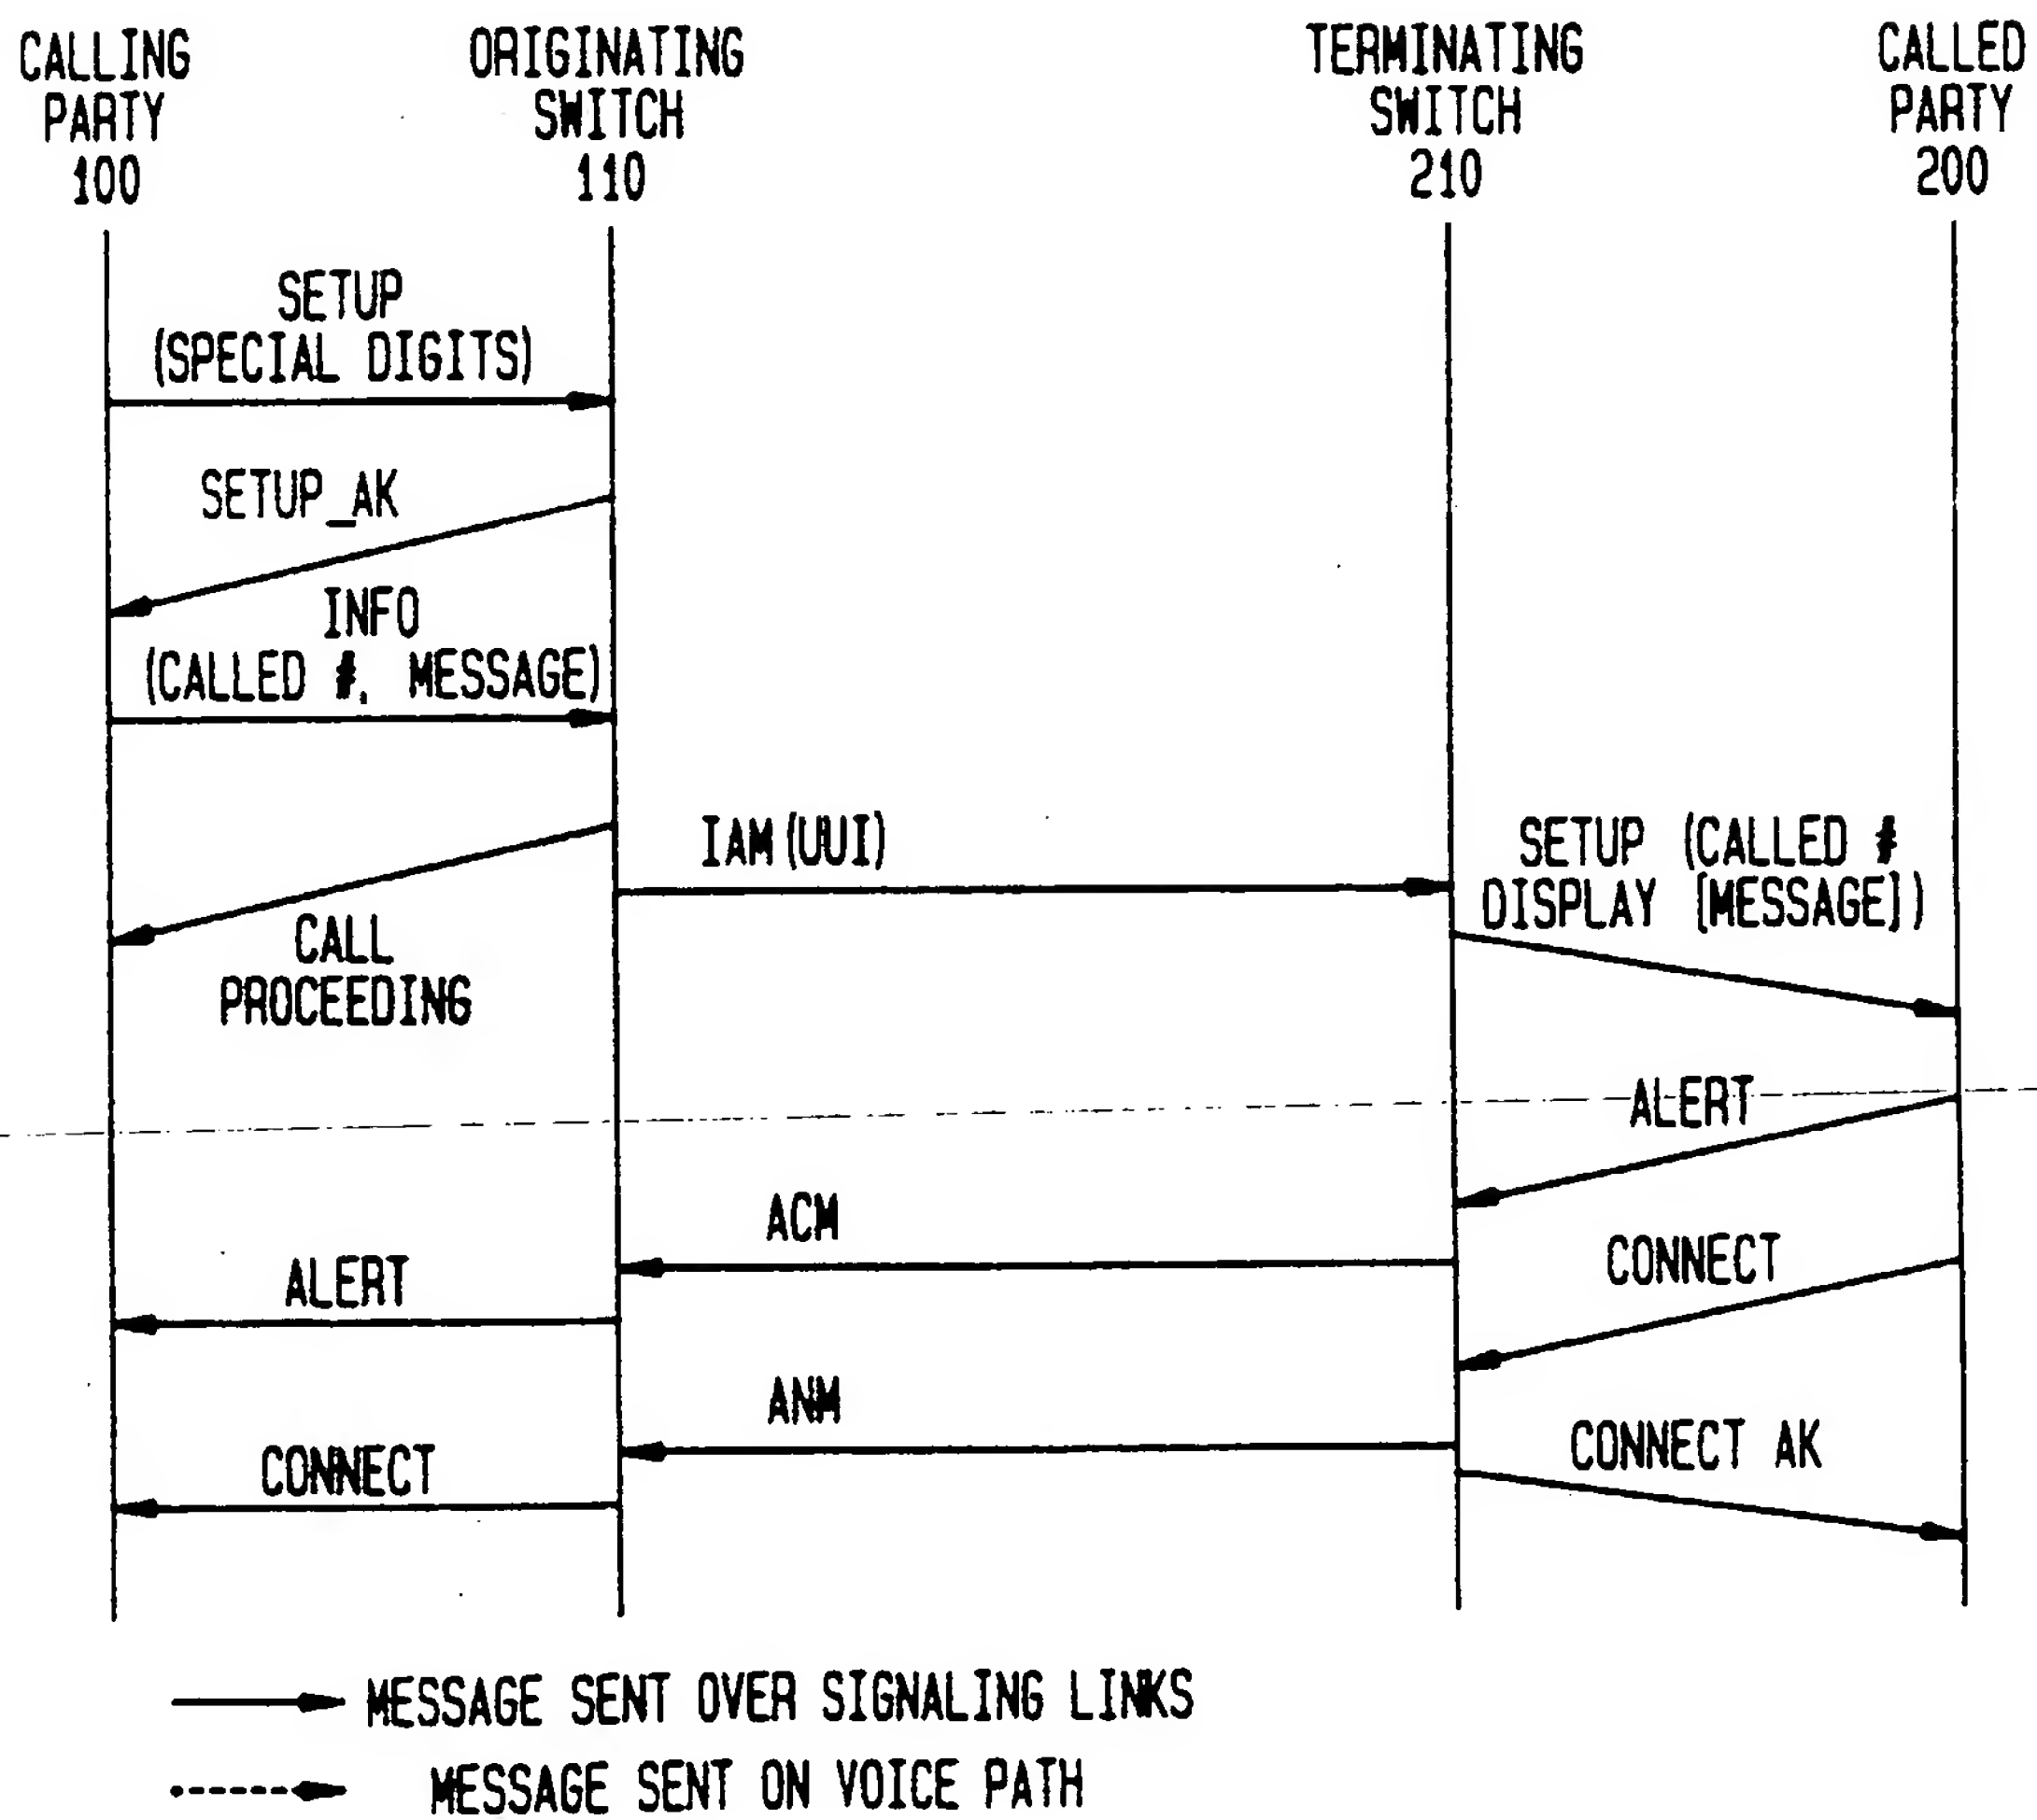 CALLING
PARTY
100
ORIGINATING
SWITCH
110
TERMINATING
SWITCH
210
CALLED
PARTY
200
SETUP
(SPECIAL DIGITS)
SETUP_AK
INFO
(CALLED #, MESSAGE)
IAM (UUI)
SETUP (CALLED #
DISPLAY [MESSAGE])
CALL
PROCEEDING
ALERT
ACM
CONNECT
ALERT
ANM
CONNECT AK
CONNECT
MESSAGE SENT OVER SIGNALING LINKS
MESSAGE SENT ON VOICE PATH